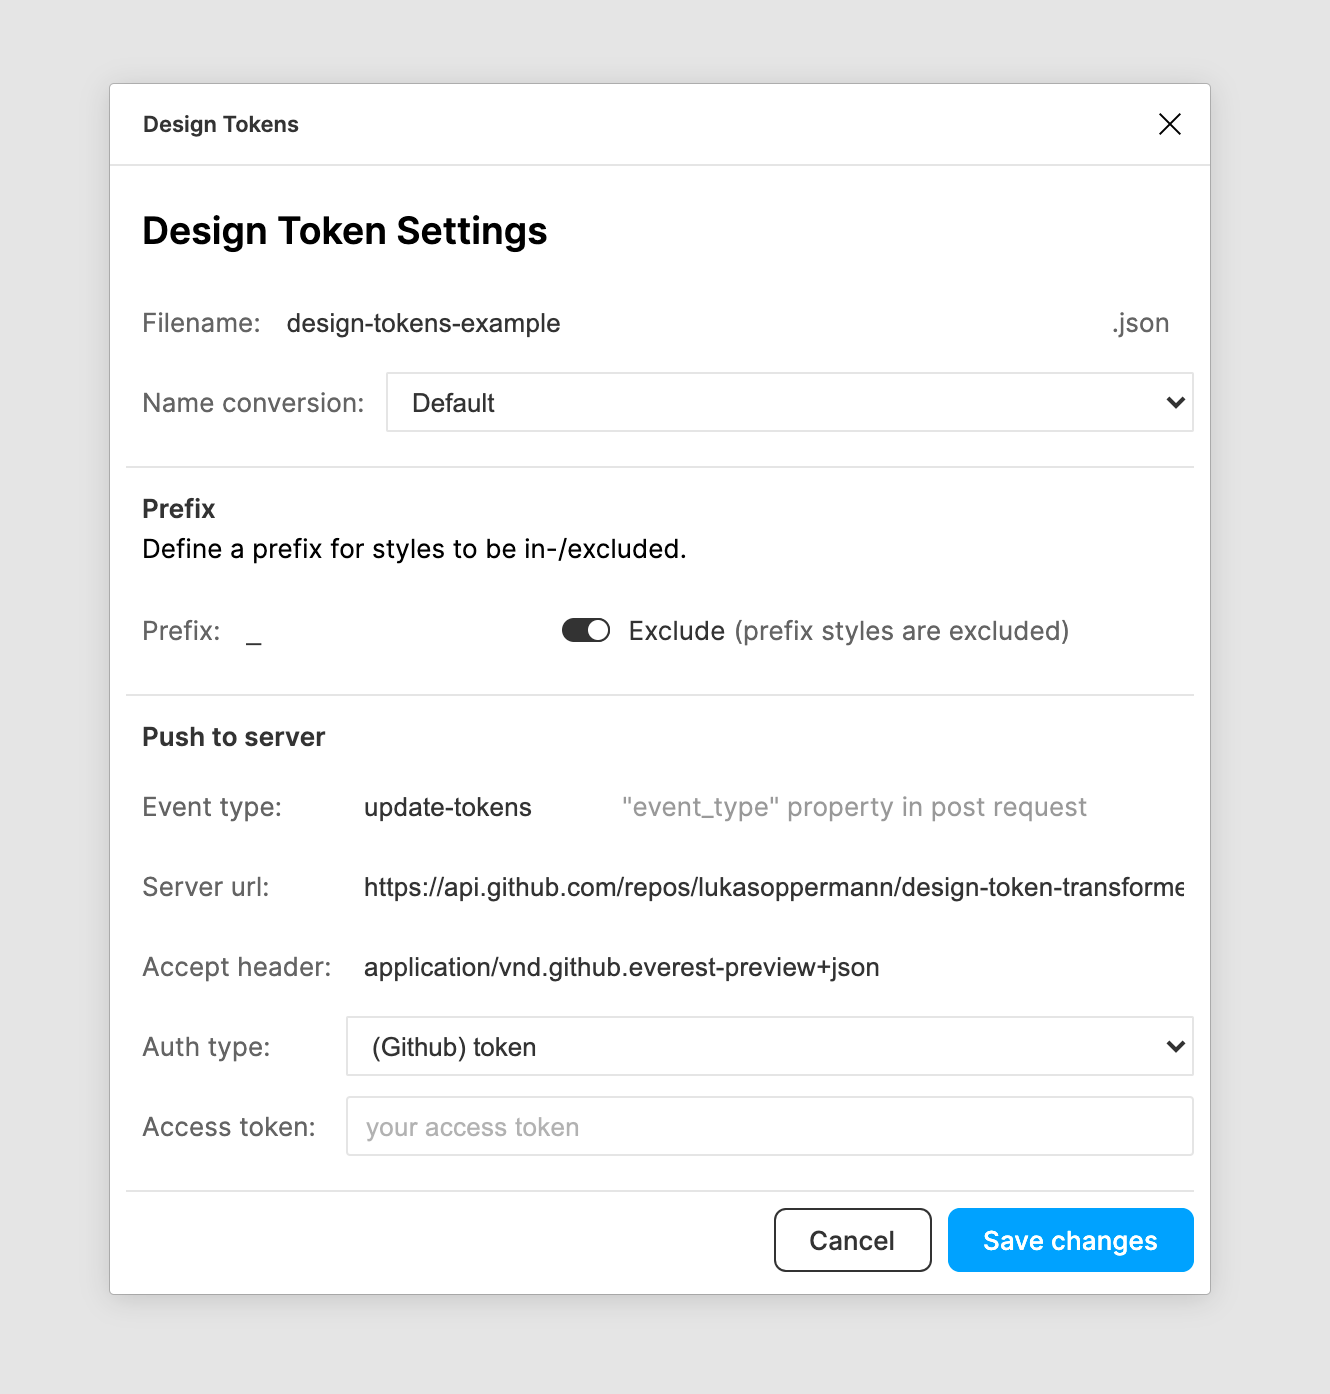 Design Tokens
Design Token Settings
Filename: design-tokens-example .json
Name conversion: Default
Prefix
Define a prefix for styles to be in-/excluded.
Prefix: _ Exclude (prefix styles are excluded)
Push to server
Event type: update-tokens "event_type" property in post request
Server url: https://api.github.com/repos/lukasoppermann/design-token-transforme
Accept header: application/vnd.github.everest-preview+json
Auth type: (Github) token
Access token: your access token
Cancel Save changes